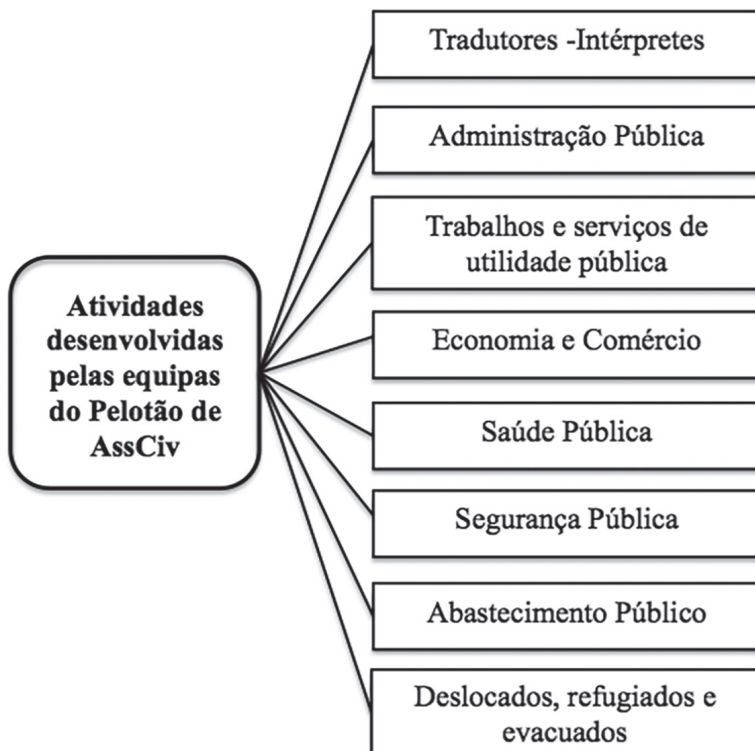 Atividades
desenvolvidas
pelas equipas
do Pelotão de
AssCiv
Tradutores -Intérpretes
Administração Pública
Trabalhos e serviços de
utilidade pública
Economia e Comércio
Saúde Pública
Segurança Pública
Abastecimento Público
Deslocados, refugiados e
evacuados